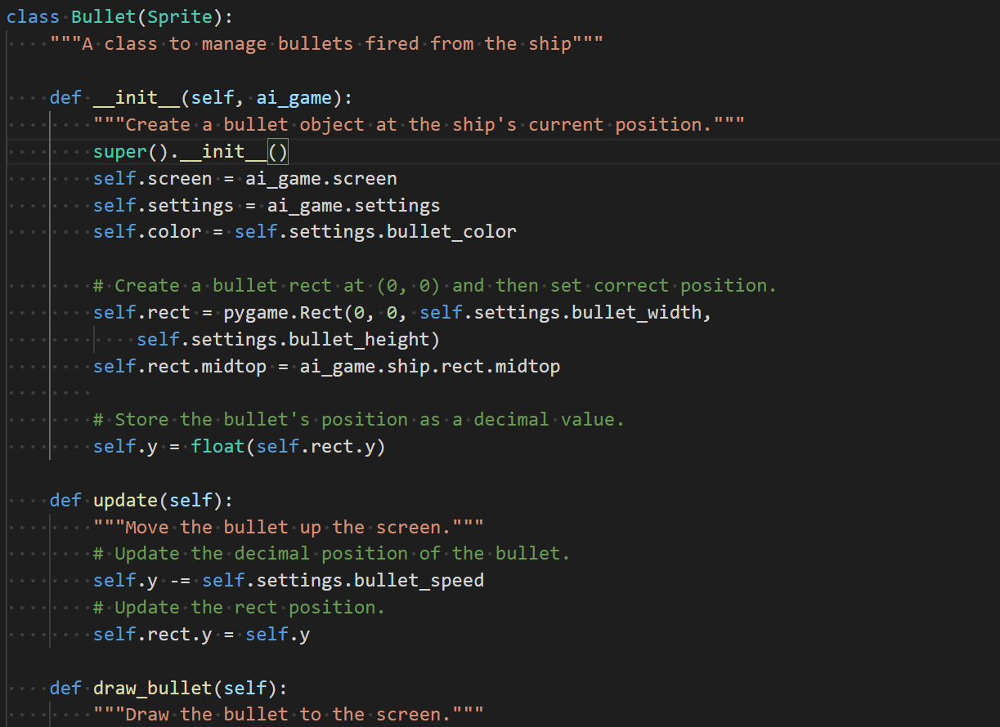 class Bullet(Sprite):
    """A class to manage bullets fired from the ship"""
    def __init__(self, ai_game):
        """Create a bullet object at the ship's current position."""
        super().__init__()
        self.screen = ai_game.screen
        self.settings = ai_game.settings
        self.color = self.settings.bullet_color
        # Create a bullet rect at (0, 0) and then set correct position.
        self.rect = pygame.Rect(0, 0, self.settings.bullet_width,
            self.settings.bullet_height)
        self.rect.midtop = ai_game.ship.rect.midtop
        # Store the bullet's position as a decimal value.
        self.y = float(self.rect.y)
    def update(self):
        """Move the bullet up the screen."""
        # Update the decimal position of the bullet.
        self.y -= self.settings.bullet_speed
        # Update the rect position.
        self.rect.y = self.y
    def draw_bullet(self):
        """Draw the bullet to the screen."""